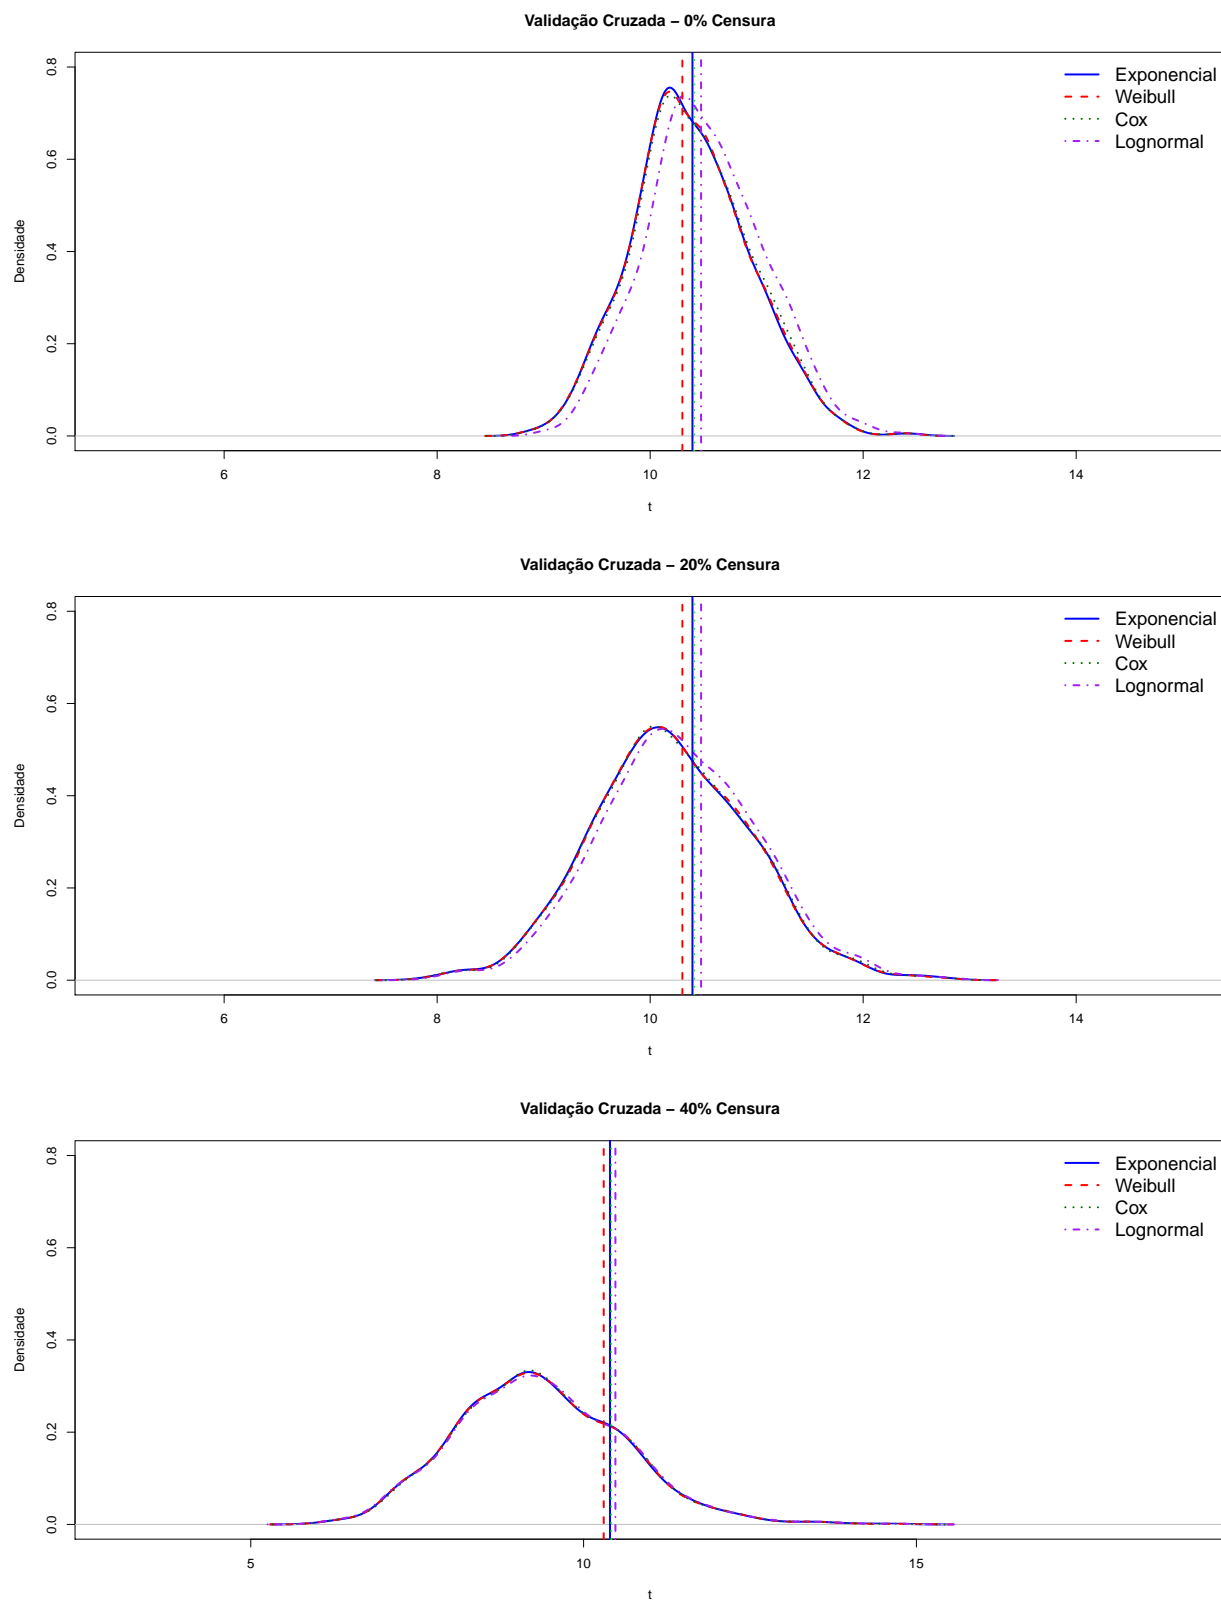 Validação Cruzada – 0% Censura
Exponencial
Weibull
Cox
Lognormal
Densidade
0.8
0.6
0.4
0.2
0.0
6 8 10 12 14
t
Validação Cruzada – 20% Censura
Exponencial
Weibull
Cox
Lognormal
Densidade
0.8
0.6
0.4
0.2
0.0
6 8 10 12 14
t
Validação Cruzada – 40% Censura
Exponencial
Weibull
Cox
Lognormal
Densidade
0.8
0.6
0.4
0.2
0.0
5 10 15
t